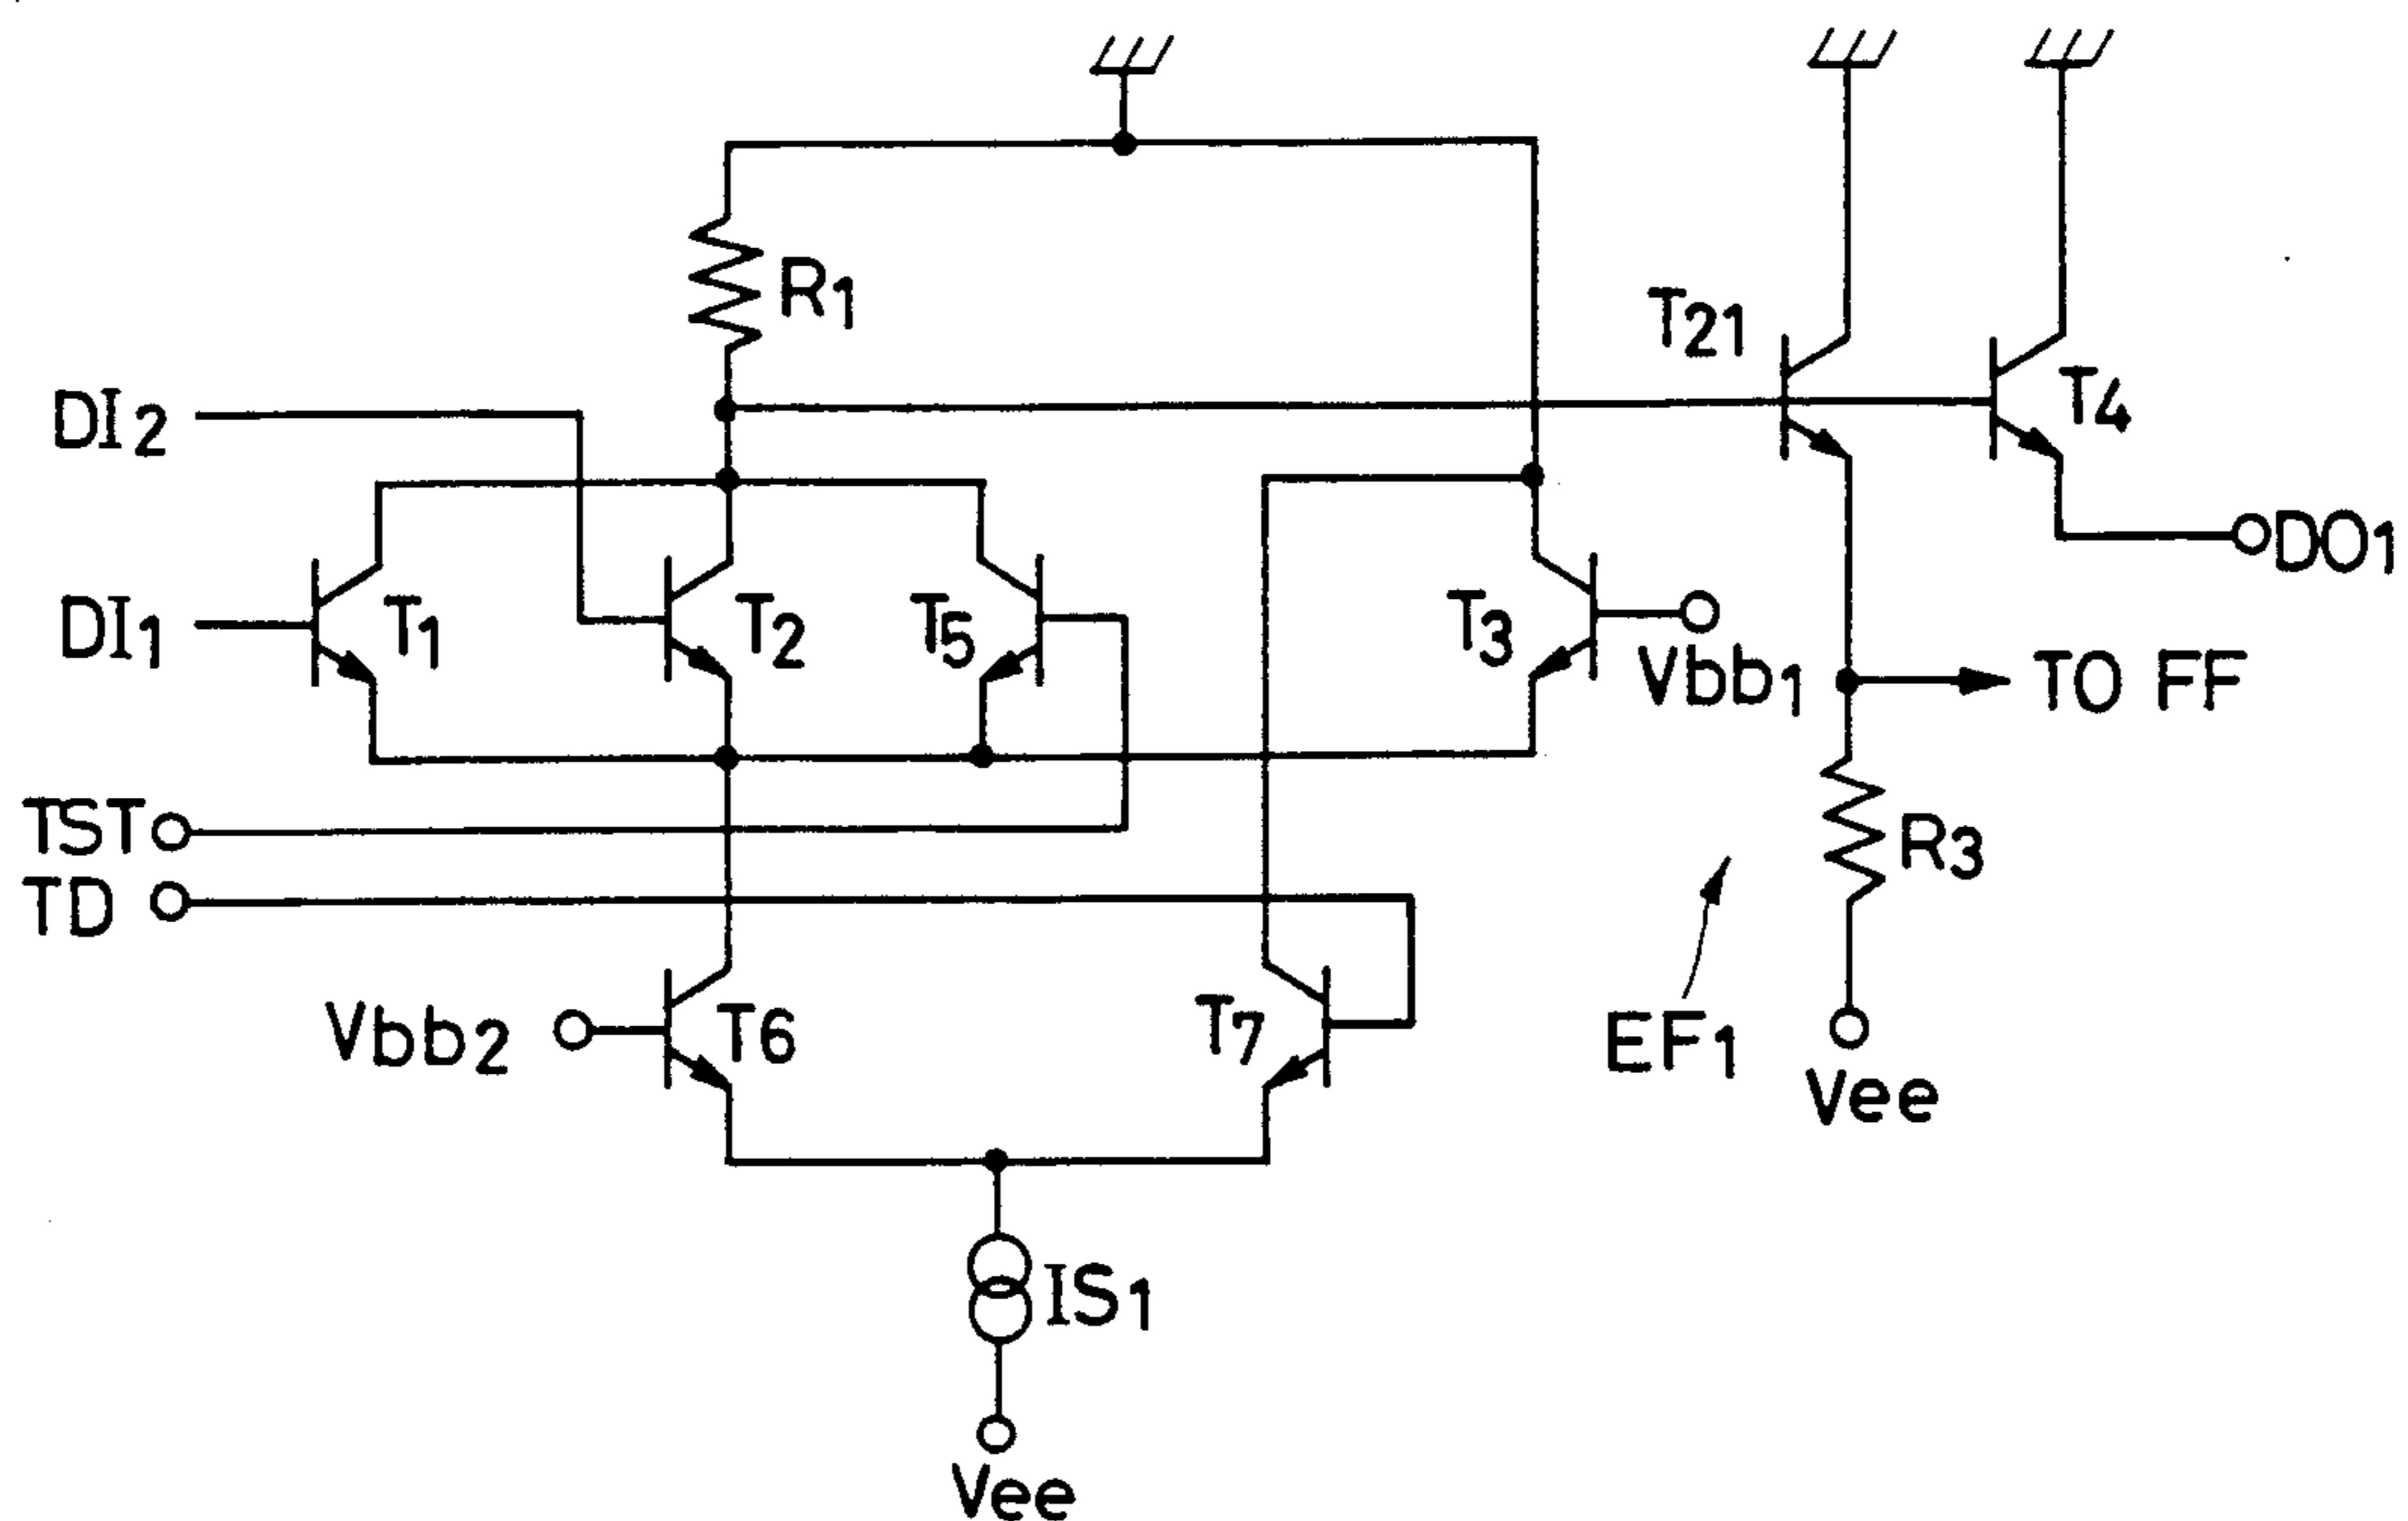 R1
T21
T4
DI2
DO1
DI1
T1
T2
T5
T3
Vbb1
TO FF
TST
TD
R3
Vbb2
T6
T7
EF1
Vee
IS1
Vee